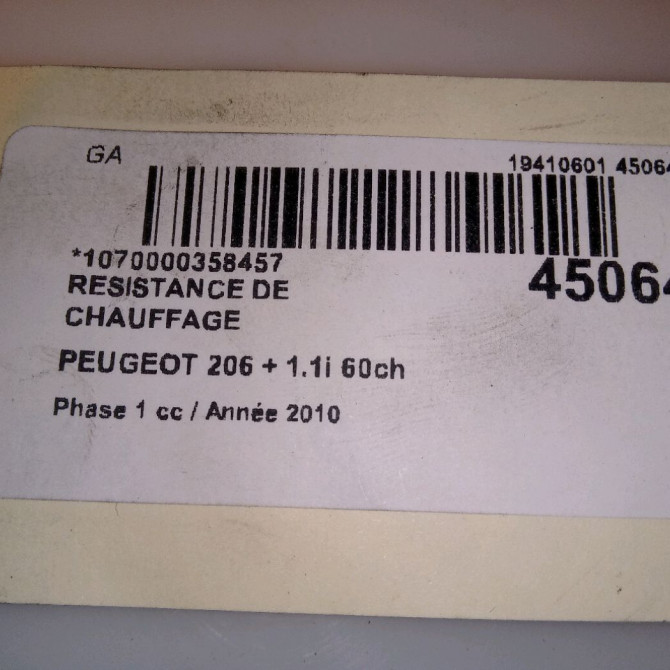 GA
19410601 45064
*1070000358457
45064
RESISTANCE DE
CHAUFFAGE
PEUGEOT 206 + 1.1i 60ch
Phase 1 cc / Année 2010